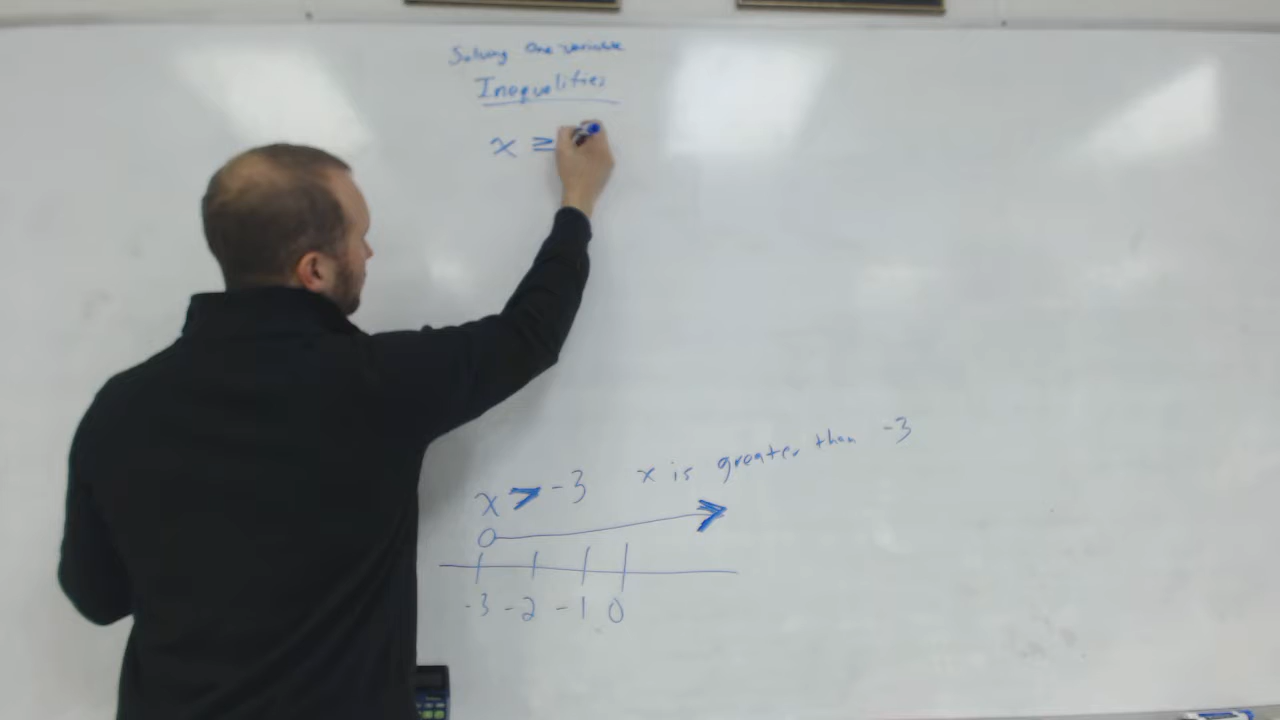 Solving One variable
Inequalities
x ≥
x > -3
x is greater than -3
-3 -2 -1 0